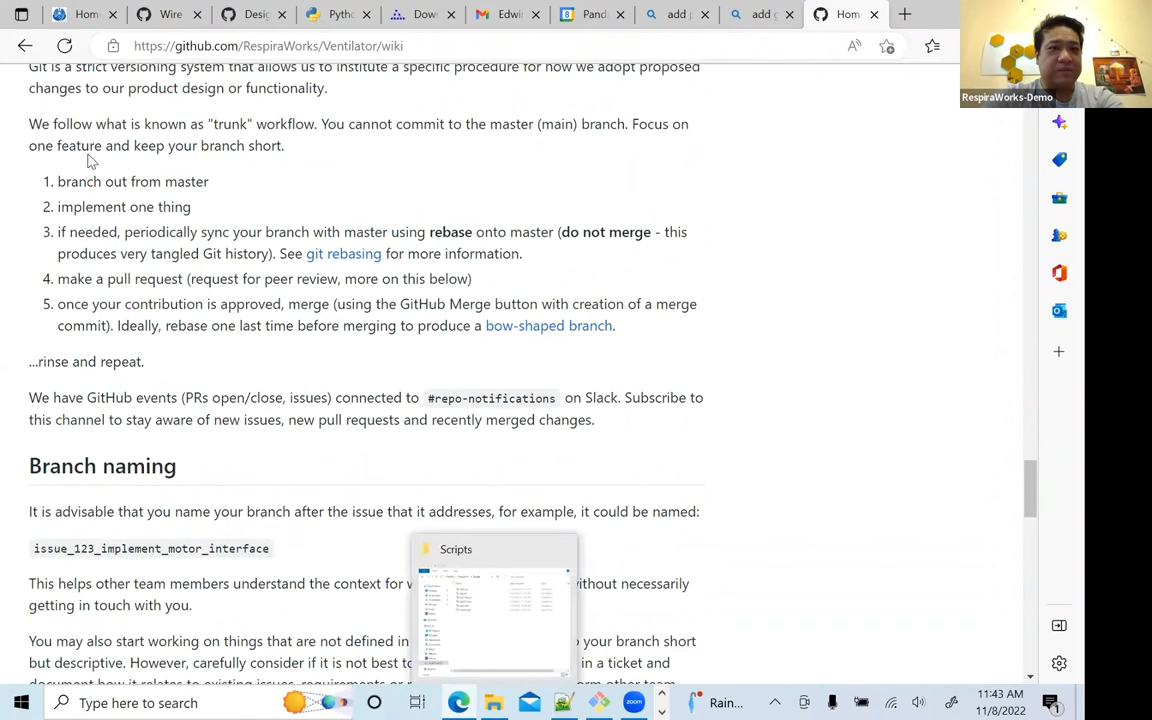 Home
Wire
Desig
Pytho
Dow
Edwi
Pand
add p
add g
Home
https://github.com/RespiraWorks/Ventilator/wiki
RespiraWorks-Demo
Git is a strict versioning system that allows us to institute a specific procedure for how we adopt proposed
changes to our product design or functionality.
We follow what is known as "trunk" workflow. You cannot commit to the master (main) branch. Focus on
one feature and keep your branch short.
1. branch out from master
2. implement one thing
3. if needed, periodically sync your branch with master using rebase onto master (do not merge - this
produces very tangled Git history). See git rebasing for more information.
4. make a pull request (request for peer review, more on this below)
5. once your contribution is approved, merge (using the GitHub Merge button with creation of a merge
commit). Ideally, rebase one last time before merging to produce a bow-shaped branch.
...rinse and repeat.
We have GitHub events (PRs open/close, issues) connected to #repo-notifications on Slack. Subscribe to
this channel to stay aware of new issues, new pull requests and recently merged changes.
Branch naming
It is advisable that you name your branch after the issue that it addresses, for example, it could be named:
issue_123_implement_motor_interface
Scripts
This helps other team members understand the context for w
without necessarily
getting in touch with you.
You may also start working on things that are not defined in
your branch short
but descriptive. However, carefully consider if it is not best to
in a ticket and
Type here to search
Rain...
11:43 AM
11/8/2022
1